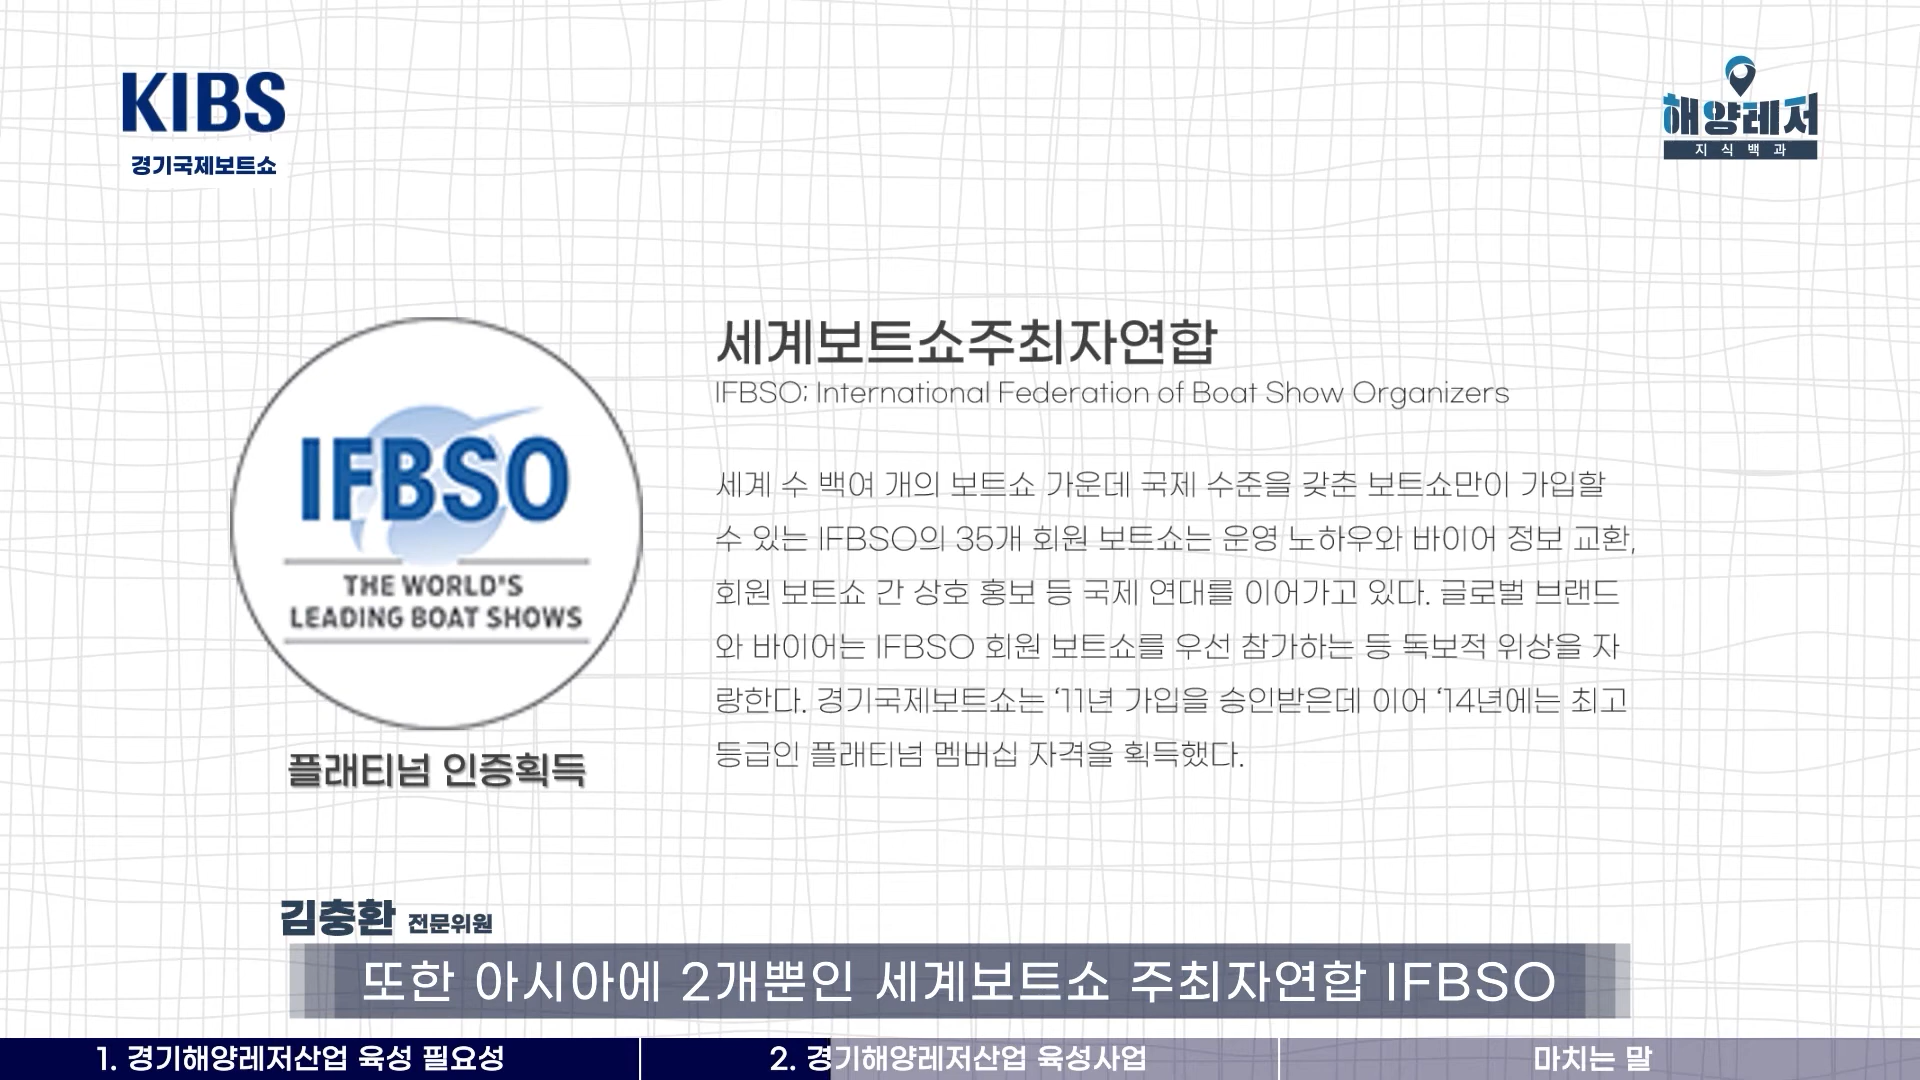 KIBS
경기국제보트쇼
해양레저
지식백과
IFBSO
THE WORLD'S
LEADING BOAT SHOWS
플래티넘 인증획득
세계보트쇼주최자연합
IFBSO; International Federation of Boat Show Organizers
세계 수 백여 개의 보트쇼 가운데 국제 수준을 갖춘 보트쇼만이 가입할
수 있는 IFBSO의 35개 회원 보트쇼는 운영 노하우와 바이어 정보 교환,
회원 보트쇼 간 상호 홍보 등 국제 연대를 이어가고 있다. 글로벌 브랜드
와 바이어는 IFBSO 회원 보트쇼를 우선 참가하는 등 독보적 위상을 자
랑한다. 경기국제보트쇼는 ‘11년 가입을 승인받은데 이어 ‘14년에는 최고
등급인 플래티넘 멤버십 자격을 획득했다.
김충환 전문위원
또한 아시아에 2개뿐인 세계보트쇼 주최자연합 IFBSO
1. 경기해양레저산업 육성 필요성
2. 경기해양레저산업 육성사업
마치는 말